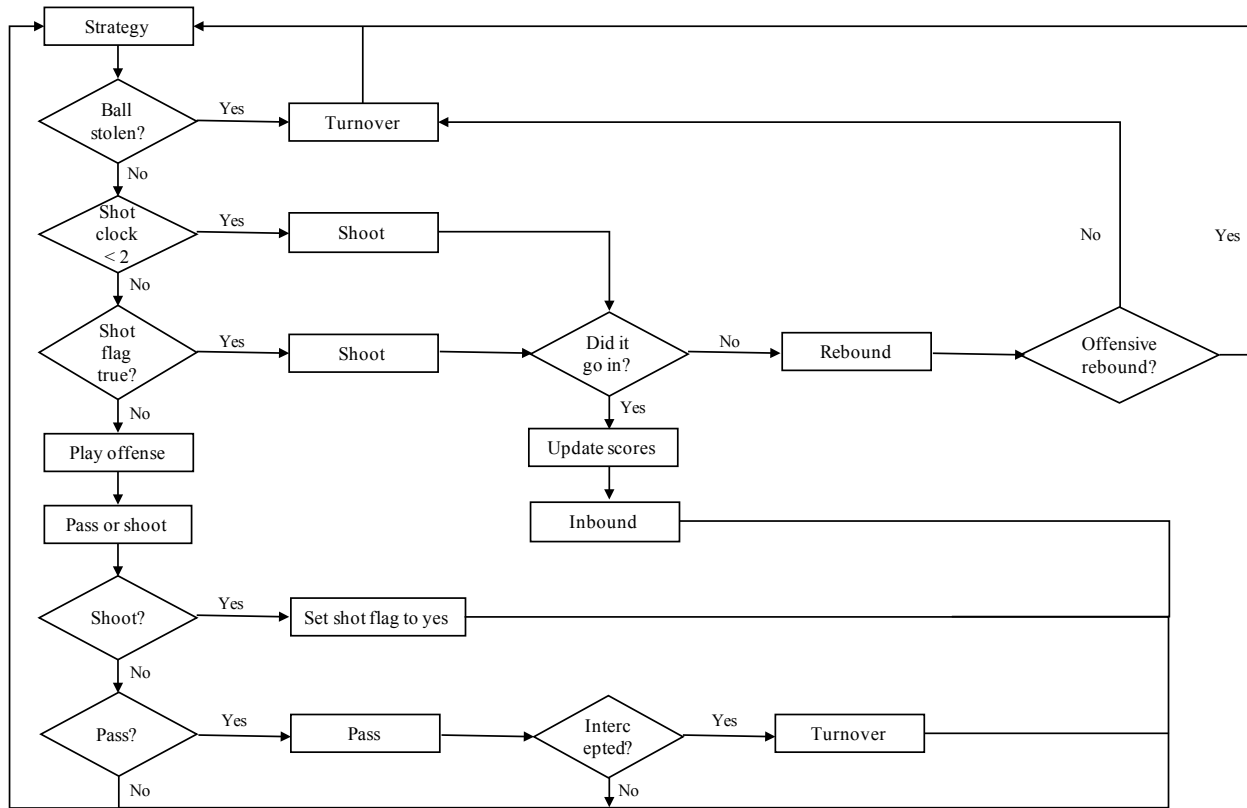 Strategy
Ball
stolen?
Yes
Turnover
No
Shot
clock
< 2
Yes
Shoot
No
Yes
No
Shot
flag
true?
Yes
Shoot
Did it
go in?
No
Rebound
Offensive
rebound?
No
Yes
Play offense
Update scores
Pass or shoot
Inbound
Shoot?
Yes
Set shot flag to yes
No
Pass?
Yes
Pass
Interc
epted?
Yes
Turnover
No
No